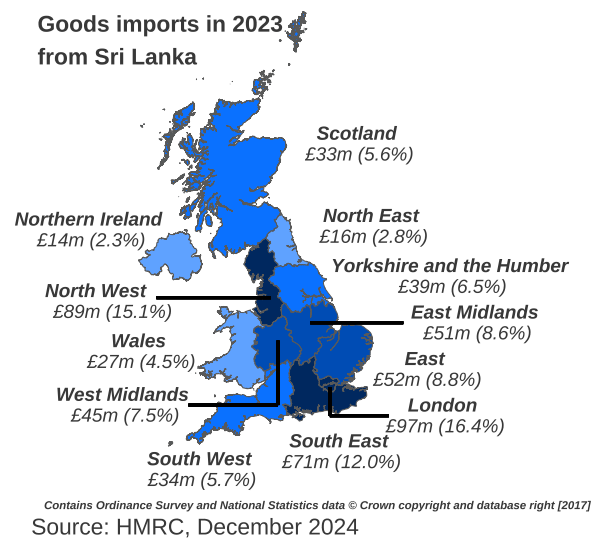 Goods imports in 2023
from Sri Lanka
Scotland
£33m (5.6%)
Northern Ireland
£14m (2.3%)
North East
£16m (2.8%)
Yorkshire and the Humber
£39m (6.5%)
North West
£89m (15.1%)
East Midlands
£51m (8.6%)
Wales
£27m (4.5%)
East
£52m (8.8%)
West Midlands
£45m (7.5%)
London
£97m (16.4%)
South East
£71m (12.0%)
South West
£34m (5.7%)
Contains Ordinance Survey and National Statistics data © Crown copyright and database right [2017]
Source: HMRC, December 2024